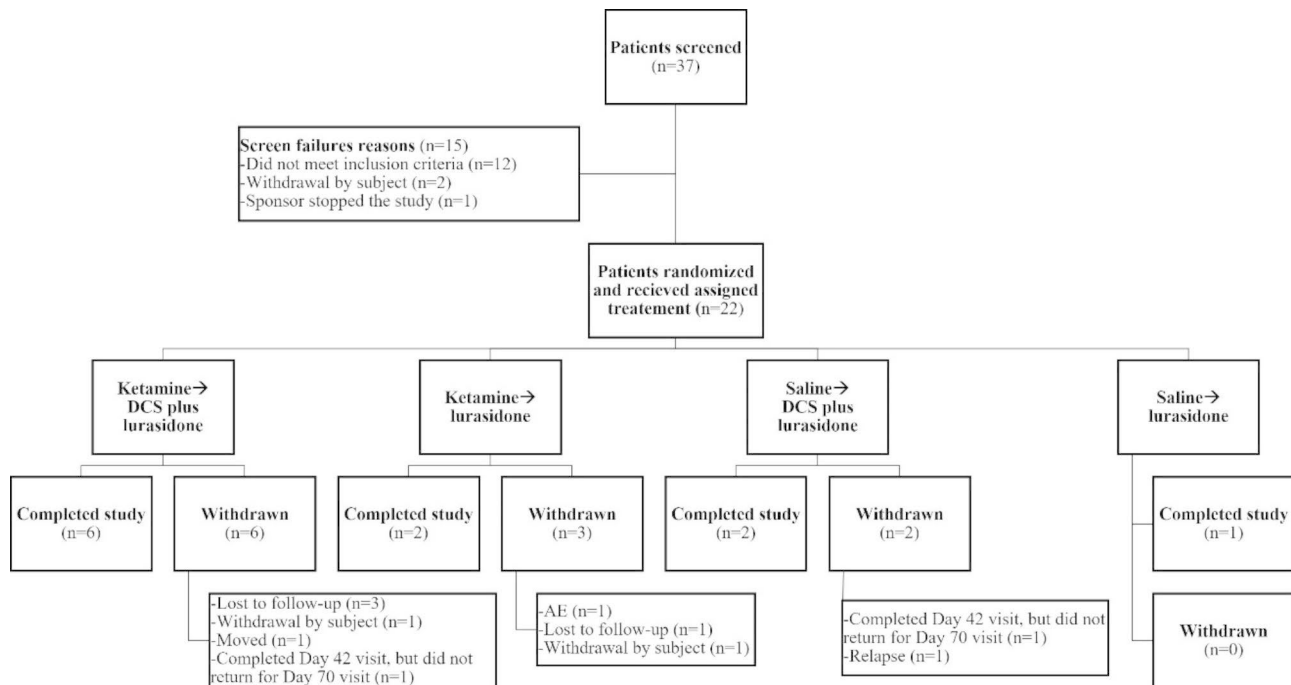 Patients screened
(n=37)
Screen failures reasons (n=15)
-Did not meet inclusion criteria (n=12)
-Withdrawal by subject (n=2)
-Sponsor stopped the study (n=1)
Patients randomized
and recieved assigned
treatement (n=22)
Ketamine→
DCS plus
lurasidone
Ketamine→
lurasidone
Saline→
DCS plus
lurasidone
Saline→
lurasidone
Completed study
(n=6)
Withdrawn
(n=6)
Completed study
(n=2)
Withdrawn
(n=3)
Completed study
(n=2)
Withdrawn
(n=2)
Completed study
(n=1)
-Lost to follow-up (n=3)
-Withdrawal by subject (n=1)
-Moved (n=1)
-Completed Day 42 visit, but did not
return for Day 70 visit (n=1)
-AE (n=1)
-Lost to follow-up (n=1)
-Withdrawal by subject (n=1)
-Completed Day 42 visit, but did not
return for Day 70 visit (n=1)
-Relapse (n=1)
Withdrawn
(n=0)